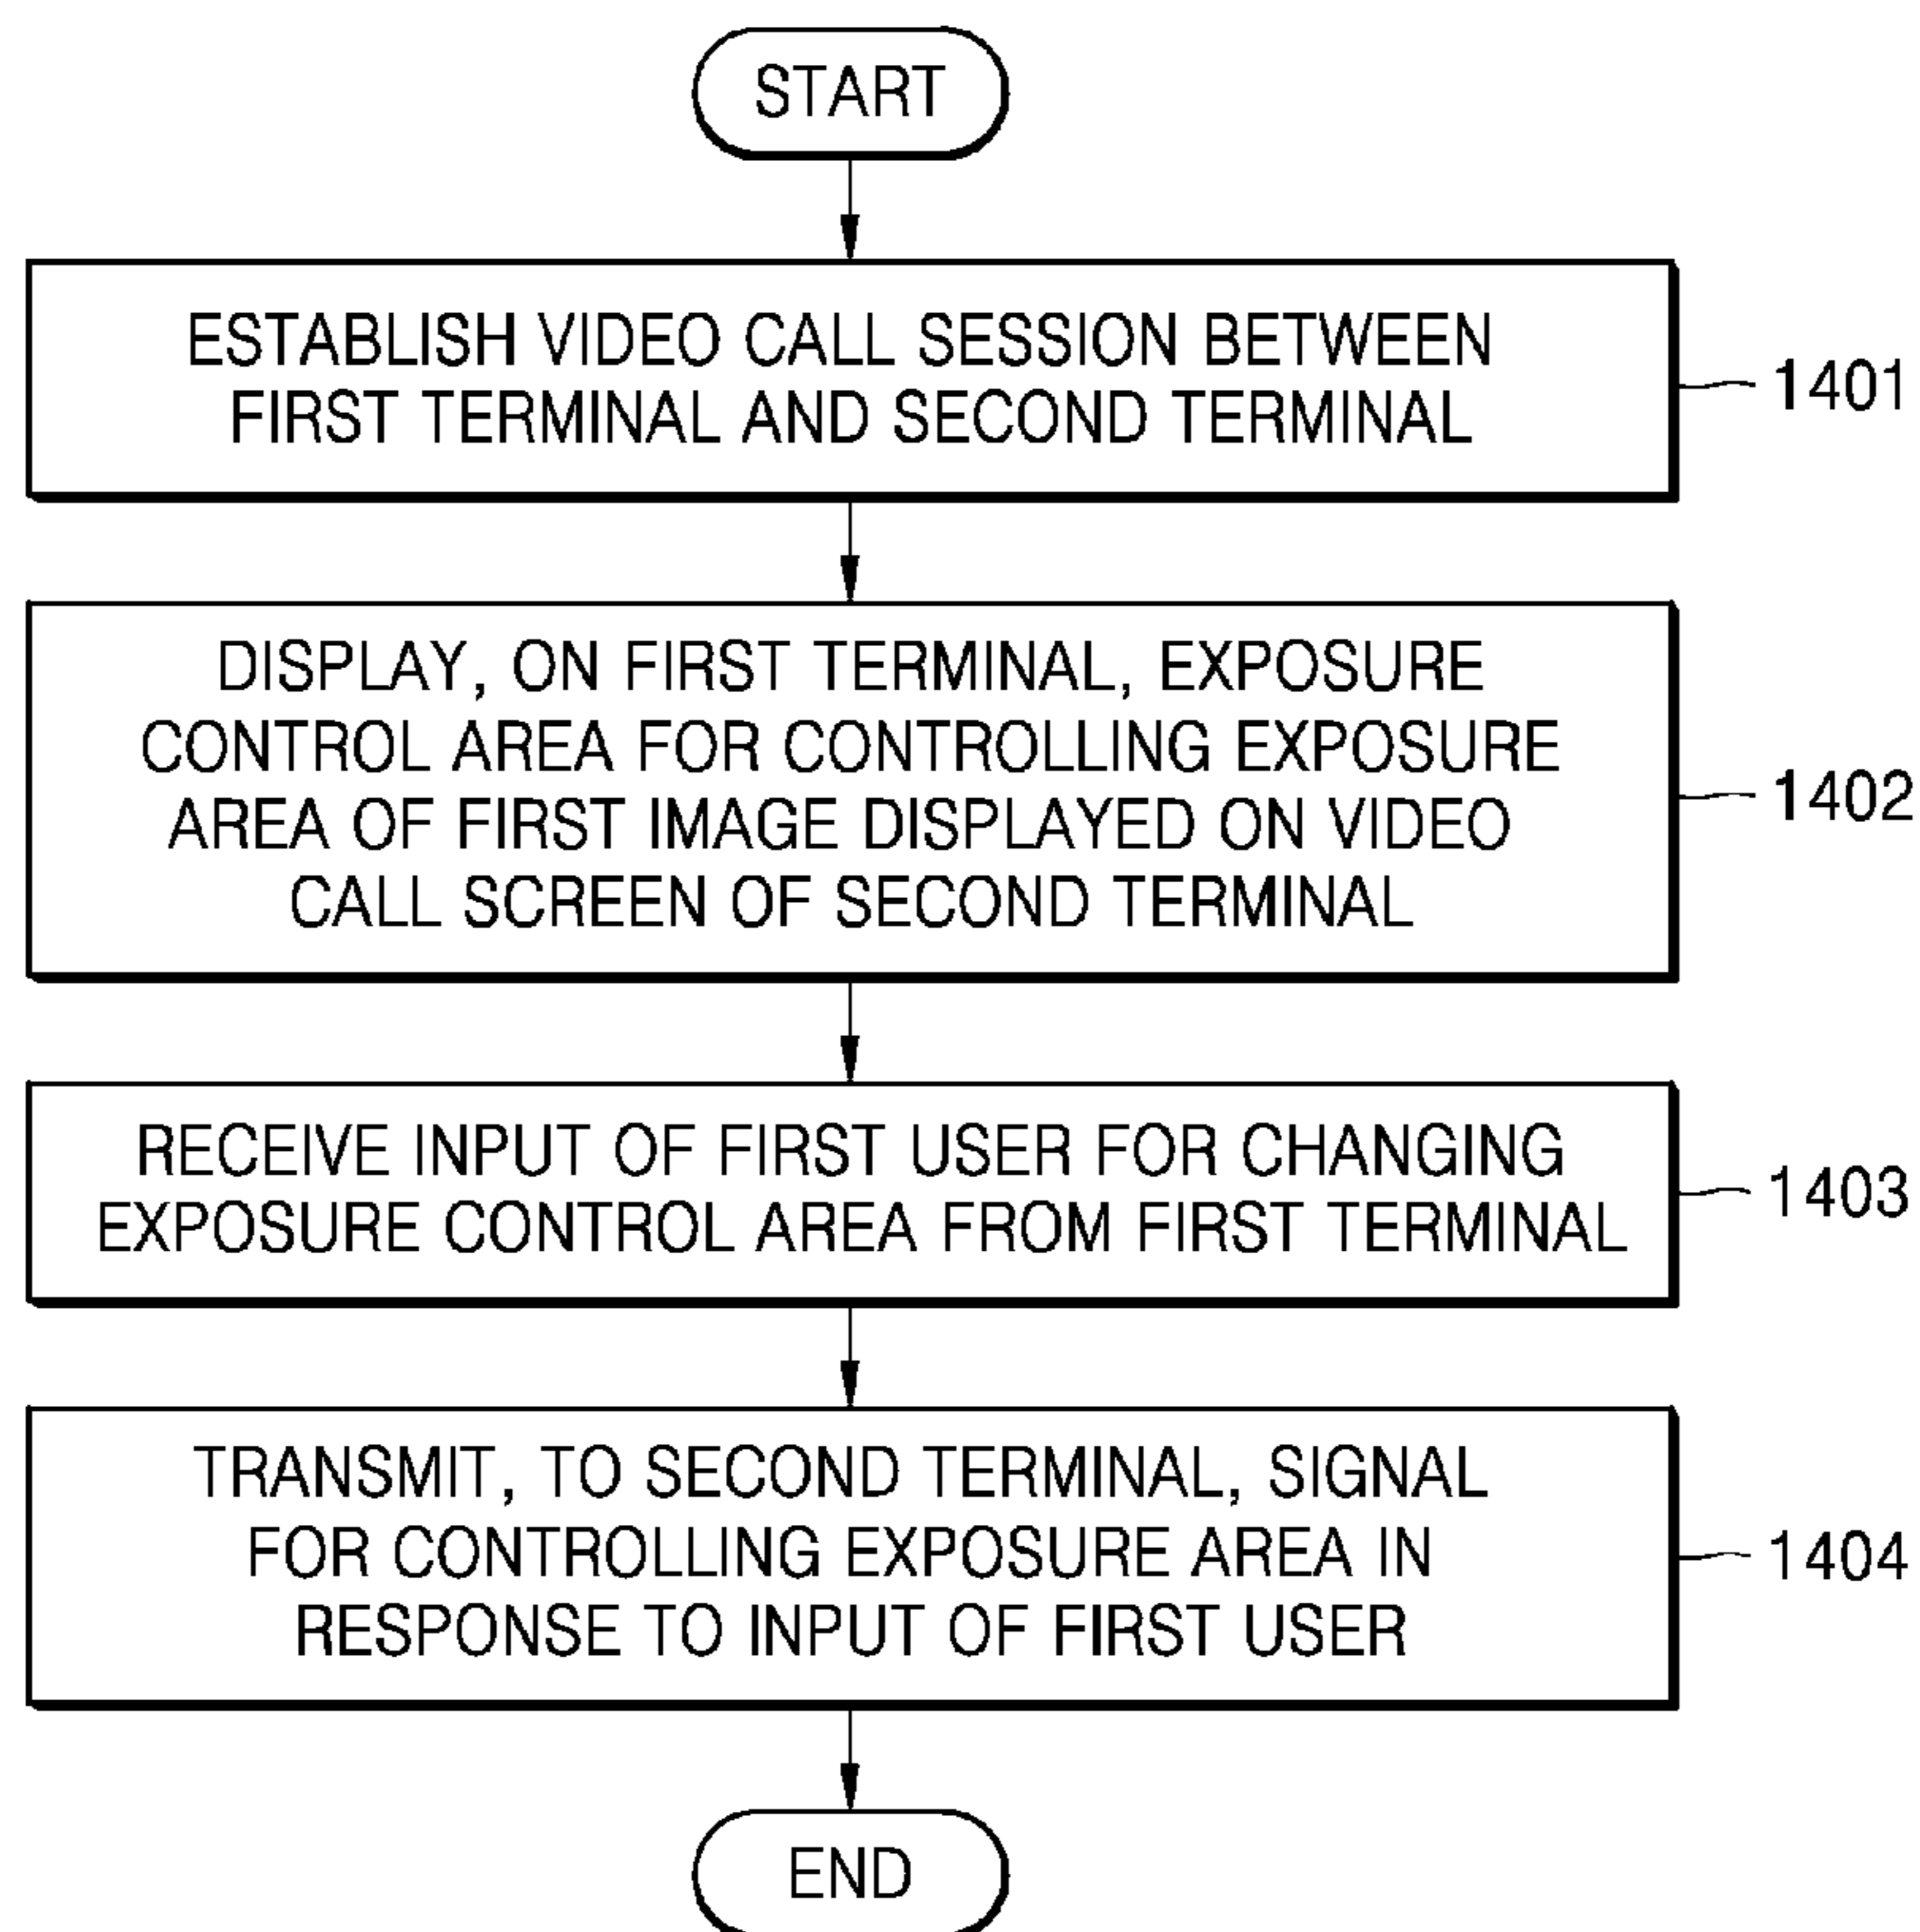 START
ESTABLISH VIDEO CALL SESSION BETWEEN
FIRST TERMINAL AND SECOND TERMINAL
1401
DISPLAY, ON FIRST TERMINAL, EXPOSURE
CONTROL AREA FOR CONTROLLING EXPOSURE
AREA OF FIRST IMAGE DISPLAYED ON VIDEO
CALL SCREEN OF SECOND TERMINAL
1402
RECEIVE INPUT OF FIRST USER FOR CHANGING
EXPOSURE CONTROL AREA FROM FIRST TERMINAL
1403
TRANSMIT, TO SECOND TERMINAL, SIGNAL
FOR CONTROLLING EXPOSURE AREA IN
RESPONSE TO INPUT OF FIRST USER
1404
END